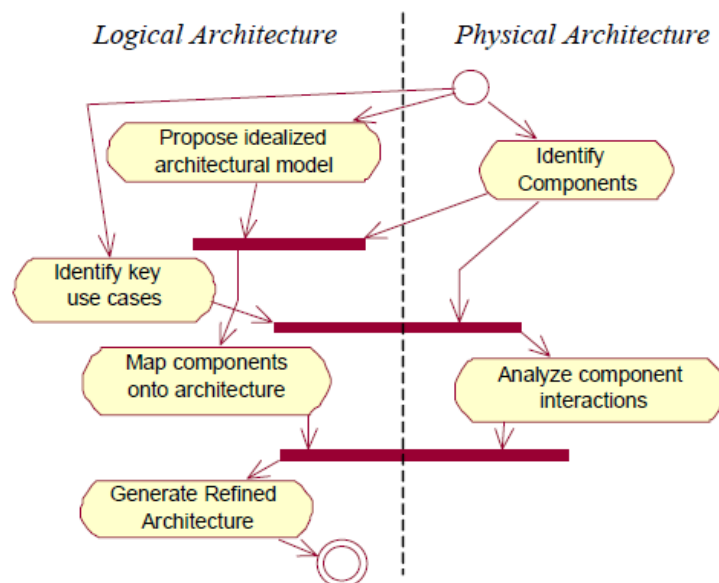 Logical Architecture
Physical Architecture
Propose idealized
architectural model
Identify
Components
Identify key
use cases
Map components
onto architecture
Analyze component
interactions
Generate Refined
Architecture